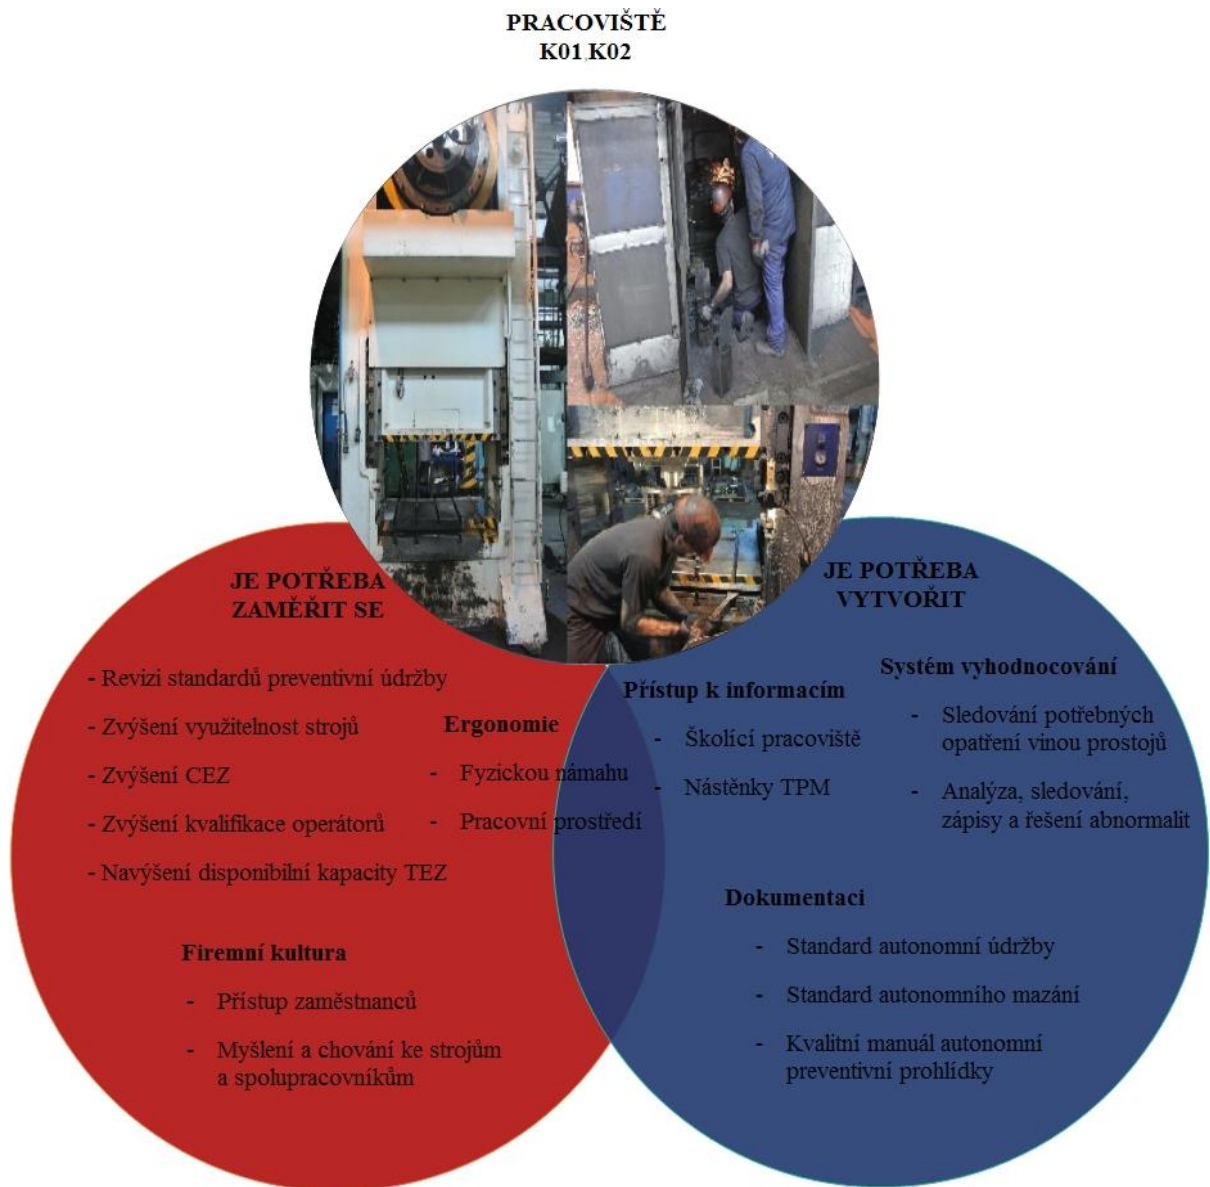 PRACOVIŠTĚ
K01,K02
JE POTŘEBA
ZAMĚŘIT SE
- Revizi standardů preventivní údržby
- Zvýšení využitelnost strojů
- Zvýšení CEZ
- Zvýšení kvalifikace operátorů
- Navýšení disponibilní kapacity TEZ
Ergonomie
- Fyzickou námahu
- Pracovní prostředí
Firemní kultura
- Přístup zaměstnanců
- Myšlení a chování ke strojům
a spolupracovníkům
JE POTŘEBA
VYTVOŘIT
Přístup k informacím
- Školící pracoviště
- Nástěnky TPM
Systém vyhodnocování
- Sledování potřebných
opatření vinou prostojů
- Analýza, sledování,
zápisy a řešení abnormalit
Dokumentaci
- Standard autonomní údržby
- Standard autonomního mazání
- Kvalitní manuál autonomní
preventivní prohlídky